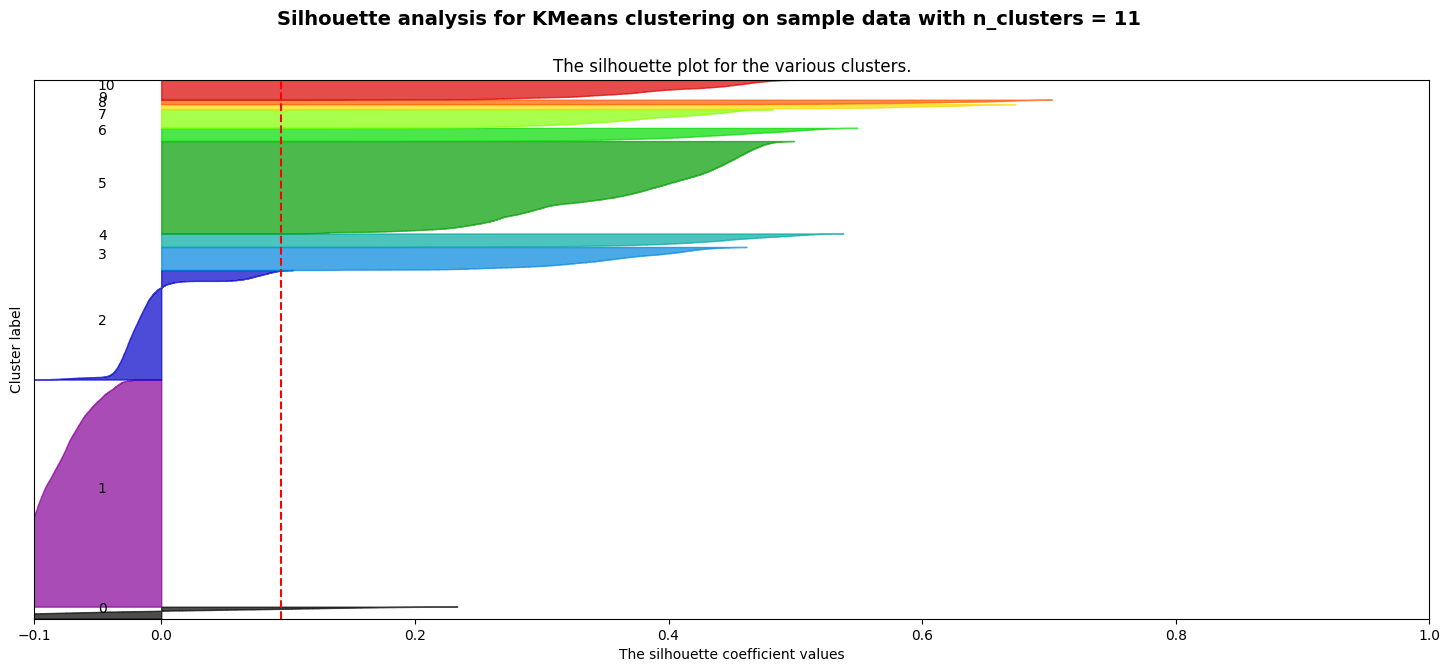 Silhouette analysis for KMeans clustering on sample data with n_clusters = 11
The silhouette plot for the various clusters.
10
9
8
7
6
5
4
3
2
1
0
Cluster label
−0.1 0.0 0.2 0.4 0.6 0.8 1.0
The silhouette coefficient values